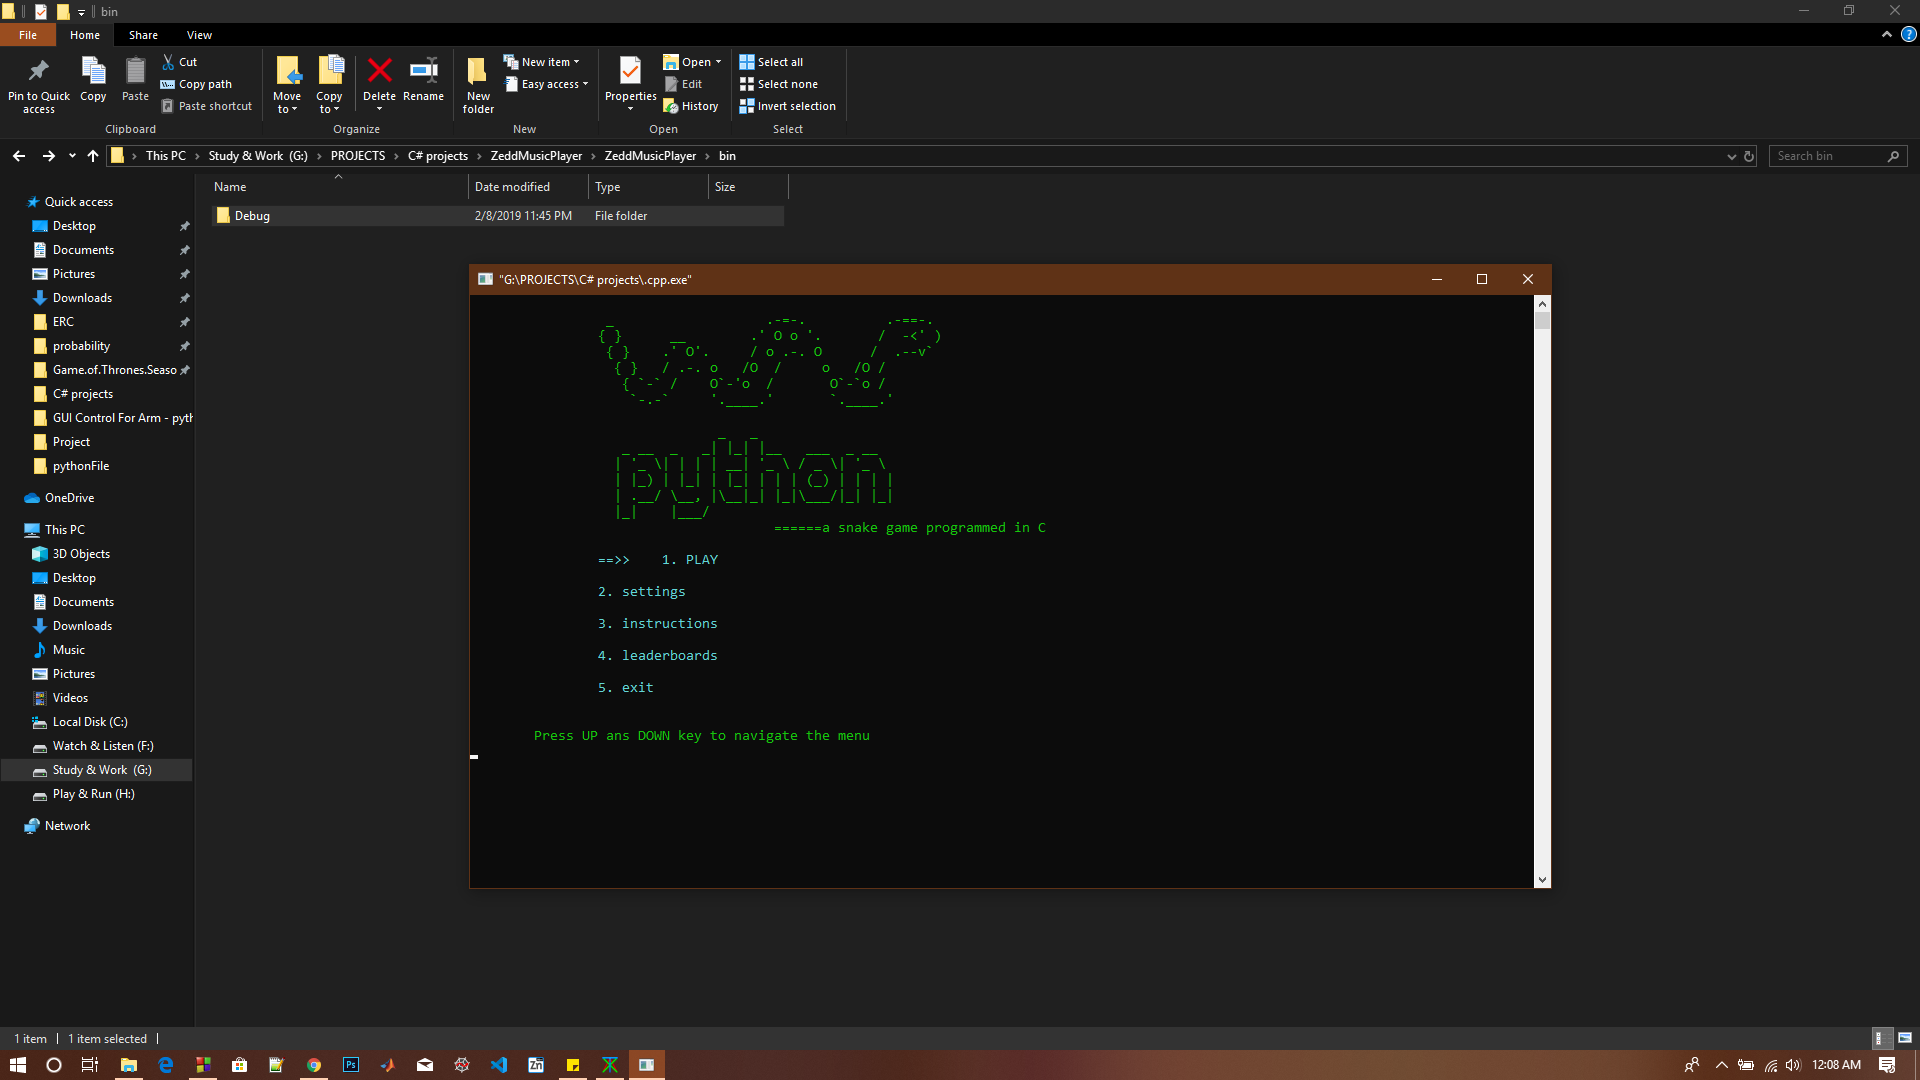 bin
File Home Share View
Pin to Quick access
Copy
Paste
Cut
Copy path
Paste shortcut
Clipboard
Move to
Copy to
Delete
Rename
Organize
New folder
New item
Easy access
New
Properties
Open
Edit
History
Open
Select all
Select none
Invert selection
Select
This PC › Study & Work (G:) › PROJECTS › C# projects › ZeddMusicPlayer › ZeddMusicPlayer › bin
Search bin
Name Date modified Type Size
Debug 2/8/2019 11:45 PM File folder
Quick access
Desktop
Documents
Pictures
Downloads
ERC
probability
Game.of.Thrones.Seaso
C# projects
GUI Control For Arm - pyth
Project
pythonFile
OneDrive
This PC
3D Objects
Desktop
Documents
Downloads
Music
Pictures
Videos
Local Disk (C:)
Watch & Listen (F:)
Study & Work (G:)
Play & Run (H:)
Network
"G:\PROJECTS\C# projects\.cpp.exe"
python
======a snake game programmed in C
==>> 1. PLAY
2. settings
3. instructions
4. leaderboards
5. exit
Press UP ans DOWN key to navigate the menu
1 item 1 item selected
Ps
Zn
12:08 AM